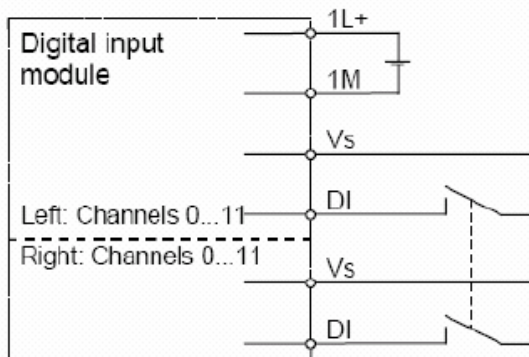 1L+
Digital input
module
1M
Vs
Left: Channels 0...11
DI
Right: Channels 0...11
Vs
DI